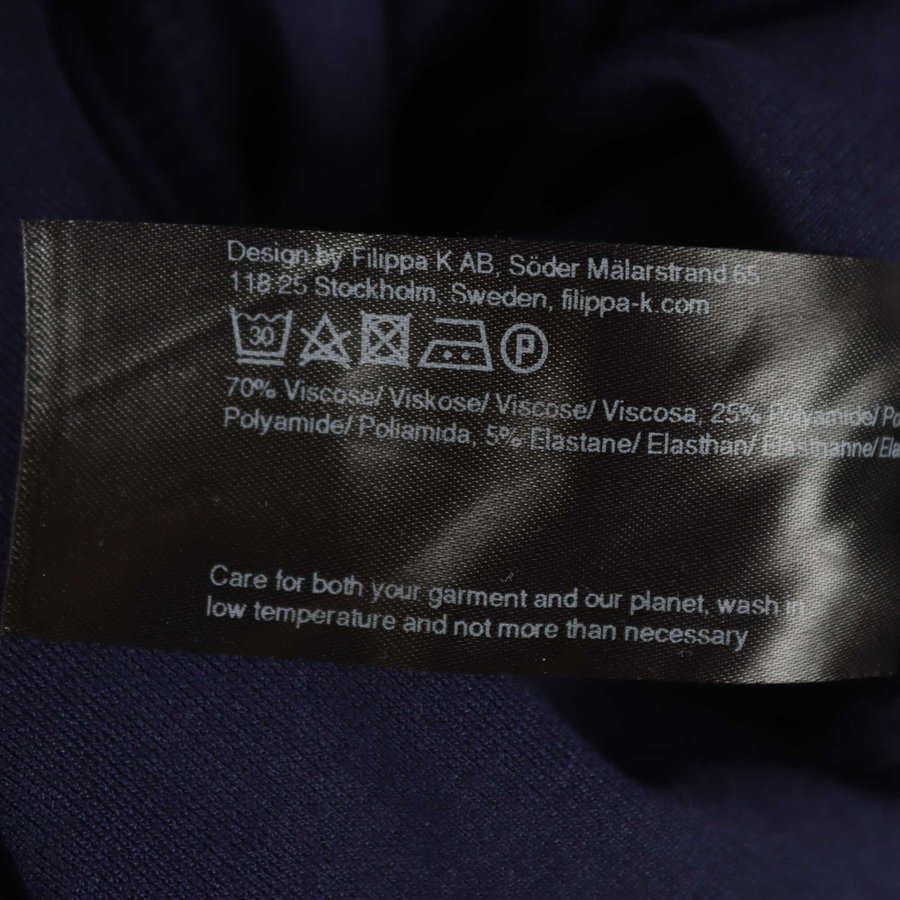 Design by Filippa K AB, Söder Mälarstrand 65
118 25 Stockholm, Sweden, filippa-k.com
30 P
70% Viscose/ Viskose/ Viscose/ Viscosa, 25% Polyamide/
Polyamide/ Poliamida, 5% Elastane/ Elasthan/ Elasthanne/
Care for both your garment and our planet, wash in
low temperature and not more than necessary